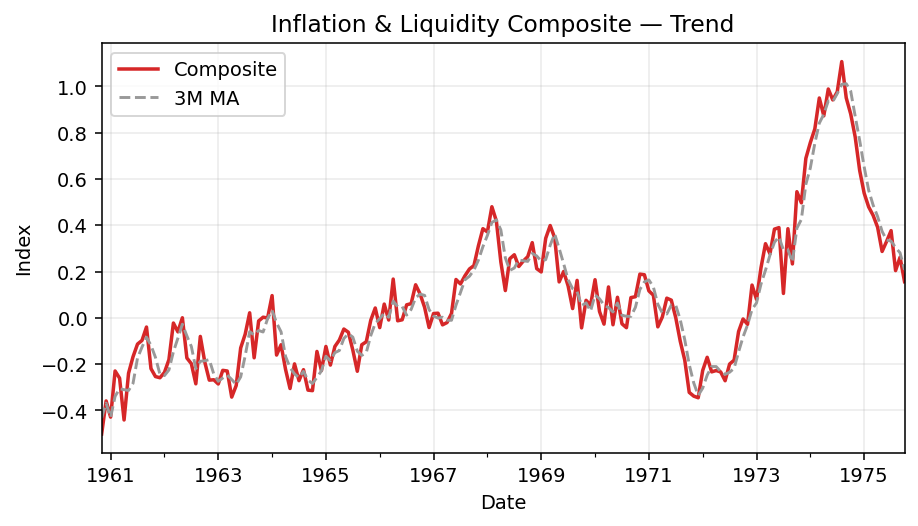 Inflation & Liquidity Composite — Trend
Composite
3M MA
1.0
0.8
0.6
0.4
0.2
0.0
−0.2
−0.4
Index
1961 1963 1965 1967 1969 1971 1973 1975
Date